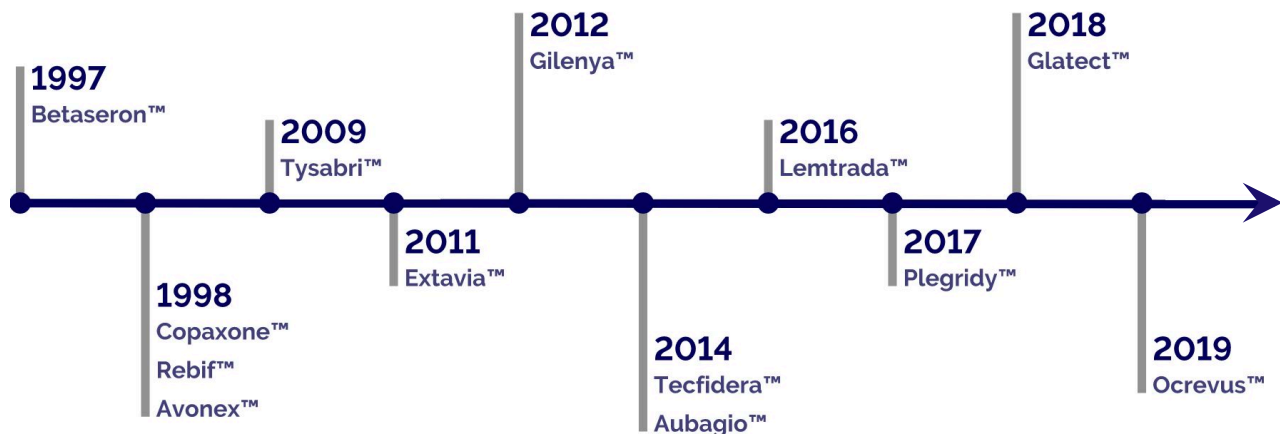 1997
Betaseron™
1998
Copaxone™
Rebif™
Avonex™
2009
Tysabri™
2011
Extavia™
2012
Gilenya™
2014
Tecfidera™
Aubagio™
2016
Lemtrada™
2017
Plegridy™
2018
Glatect™
2019
Ocrevus™